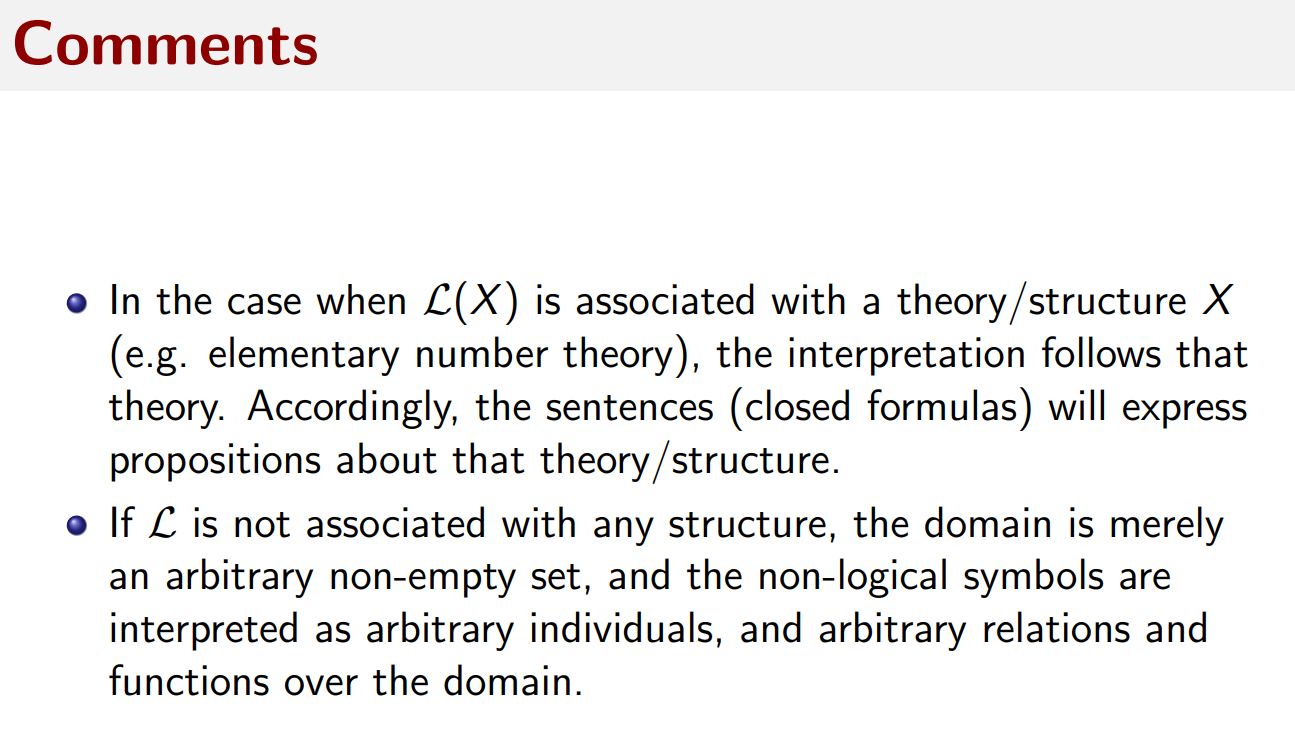 Comments
In the case when ℒ(X) is associated with a theory/structure X
(e.g. elementary number theory), the interpretation follows that
theory. Accordingly, the sentences (closed formulas) will express
propositions about that theory/structure.
If ℒ is not associated with any structure, the domain is merely
an arbitrary non-empty set, and the non-logical symbols are
interpreted as arbitrary individuals, and arbitrary relations and
functions over the domain.